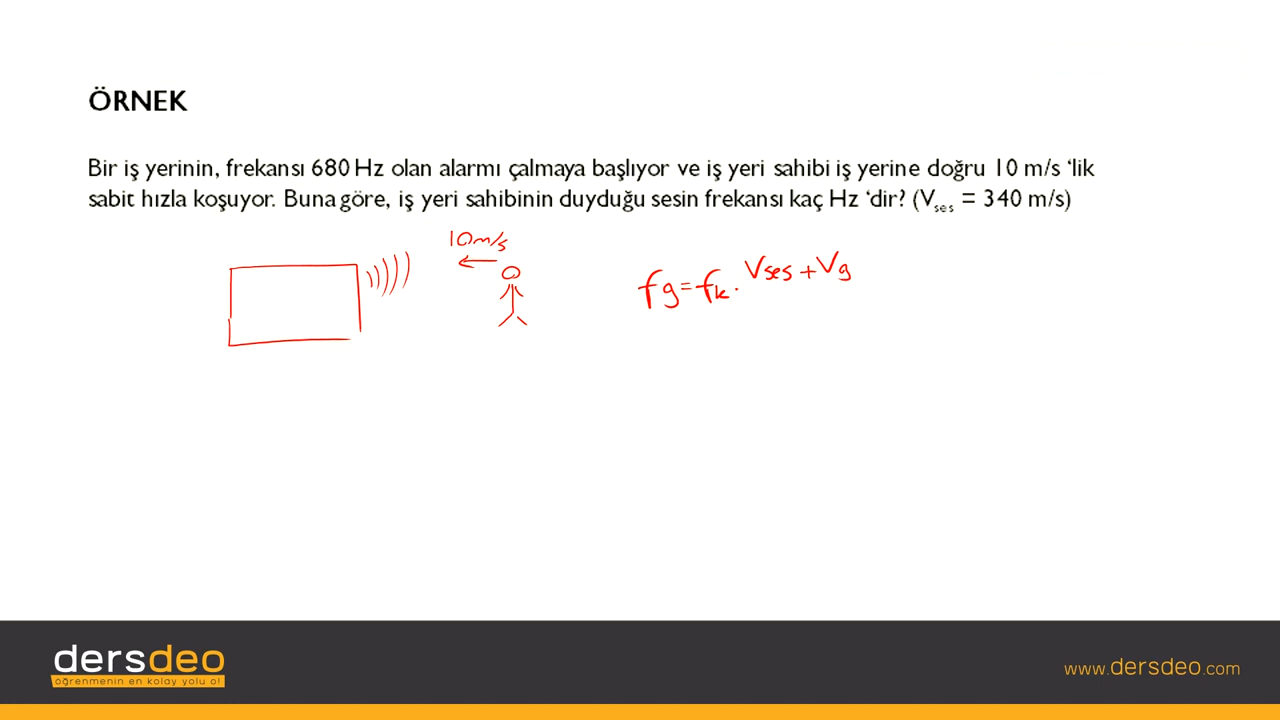 ÖRNEK
Bir iş yerinin, frekansı 680 Hz olan alarmı çalmaya başlıyor ve iş yeri sahibi iş yerine doğru 10 m/s ‘lik
sabit hızla koşuyor. Buna göre, iş yeri sahibinin duyduğu sesin frekansı kaç Hz ‘dir? (Vses = 340 m/s)
10m/s
fg=fk. Vses+Vg
dersdeo
öğrenmenin en kolay yolu o!
www.dersdeo.com